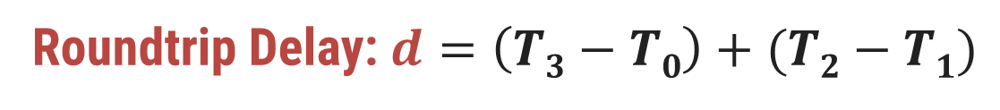 Roundtrip Delay: d = (T₃ − T₀) + (T₂ − T₁)